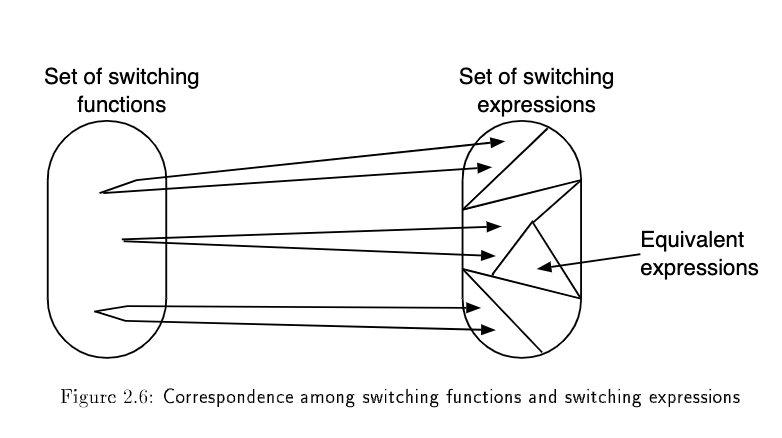 Set of switching
functions
Set of switching
expressions
Equivalent
expressions
Figure 2.6: Correspondence among switching functions and switching expressions